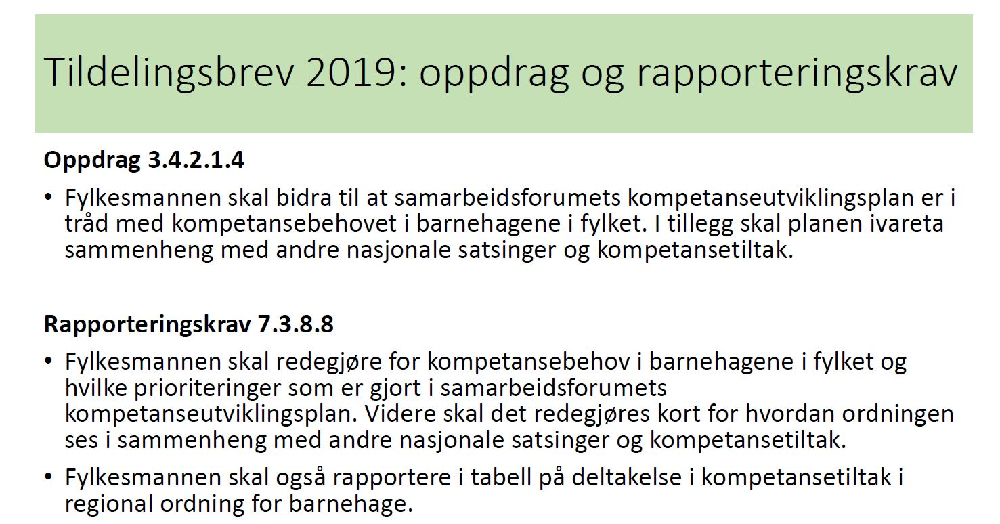 Tildelingsbrev 2019: oppdrag og rapporteringskrav
Oppdrag 3.4.2.1.4
• Fylkesmannen skal bidra til at samarbeidsforumets kompetanseutviklingsplan er i
tråd med kompetansebehovet i barnehagene i fylket. I tillegg skal planen ivareta
sammenheng med andre nasjonale satsinger og kompetansetiltak.
Rapporteringskrav 7.3.8.8
• Fylkesmannen skal redegjøre for kompetansebehov i barnehagene i fylket og
hvilke prioriteringer som er gjort i samarbeidsforumets
kompetanseutviklingsplan. Videre skal det redegjøres kort for hvordan ordningen
ses i sammenheng med andre nasjonale satsinger og kompetansetiltak.
• Fylkesmannen skal også rapportere i tabell på deltakelse i kompetansetiltak i
regional ordning for barnehage.